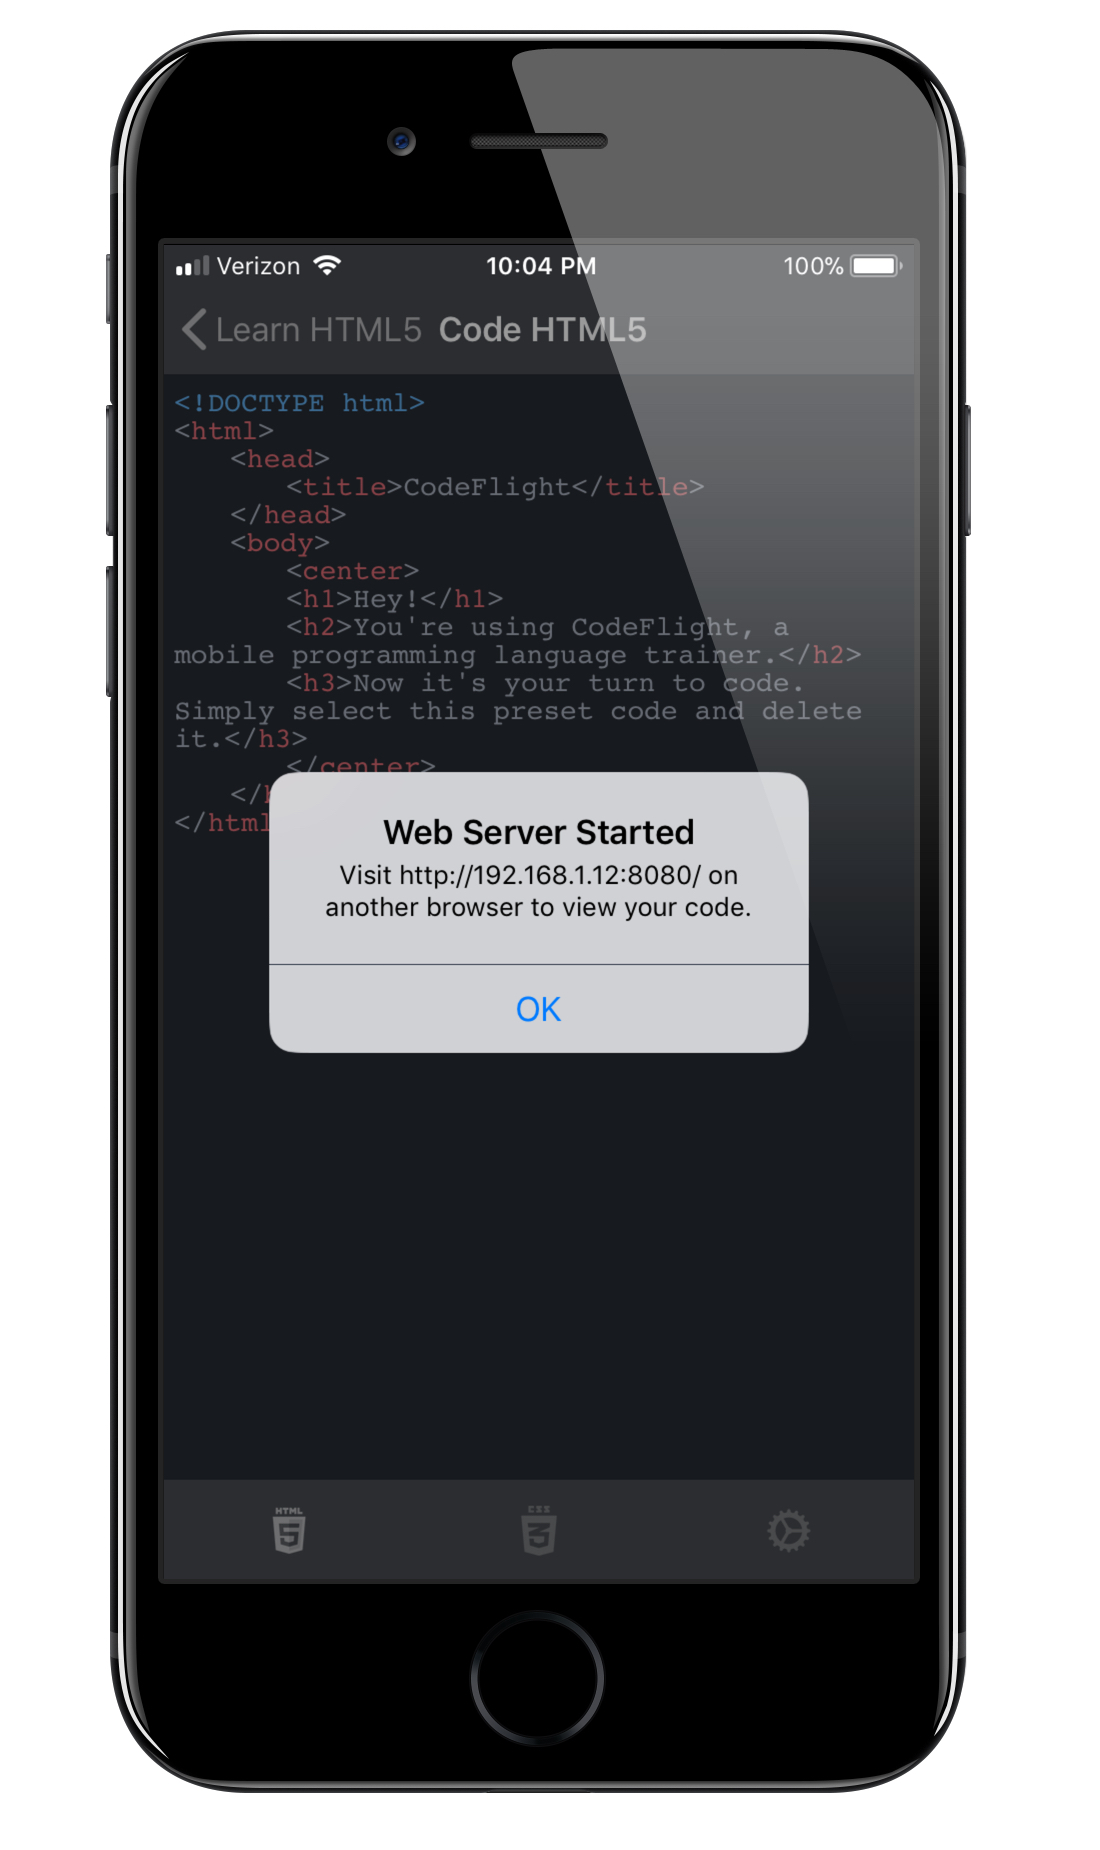 Verizon 10:04 PM 100%
Learn HTML5 Code HTML5
<!DOCTYPE html>
<html>
<head>
<title>CodeFlight</title>
</head>
<body>
<center>
<h1>Hey!</h1>
<h2>You're using CodeFlight, a
mobile programming language trainer.</h2>
<h3>Now it's your turn to code.
Simply select this preset code and delete
it.</h3>
</center>
</
</html
Web Server Started
Visit http://192.168.1.12:8080/ on
another browser to view your code.
OK
HTML
5
CSS
3